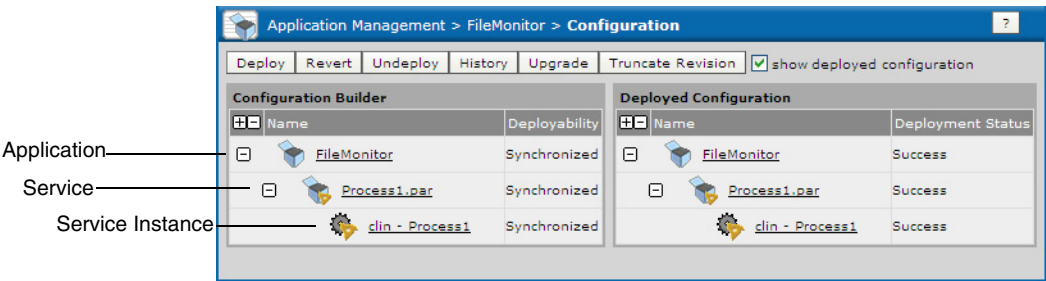 Application Management > FileMonitor > Configuration ?
Deploy Revert Undeploy History Upgrade Truncate Revision show deployed configuration
Configuration Builder Deployed Configuration
Name Deployability Name Deployment Status
Application FileMonitor Synchronized FileMonitor Success
Service Process1.par Synchronized Process1.par Success
Service Instance clin - Process1 Synchronized clin - Process1 Success